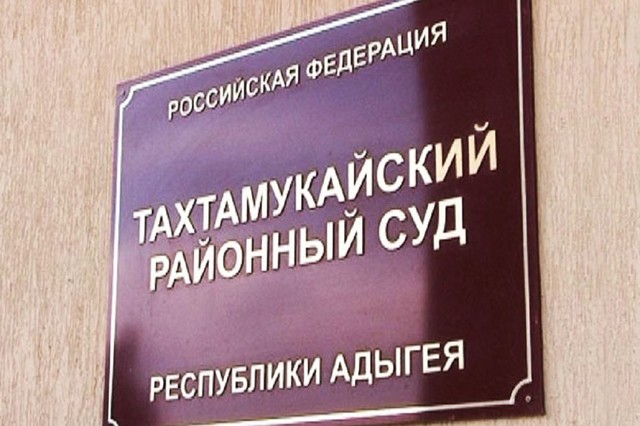 РОССИЙСКАЯ ФЕДЕРАЦИЯ
ТАХТАМУКАЙСКИЙ
РАЙОННЫЙ СУД
РЕСПУБЛИКИ АДЫГЕЯ